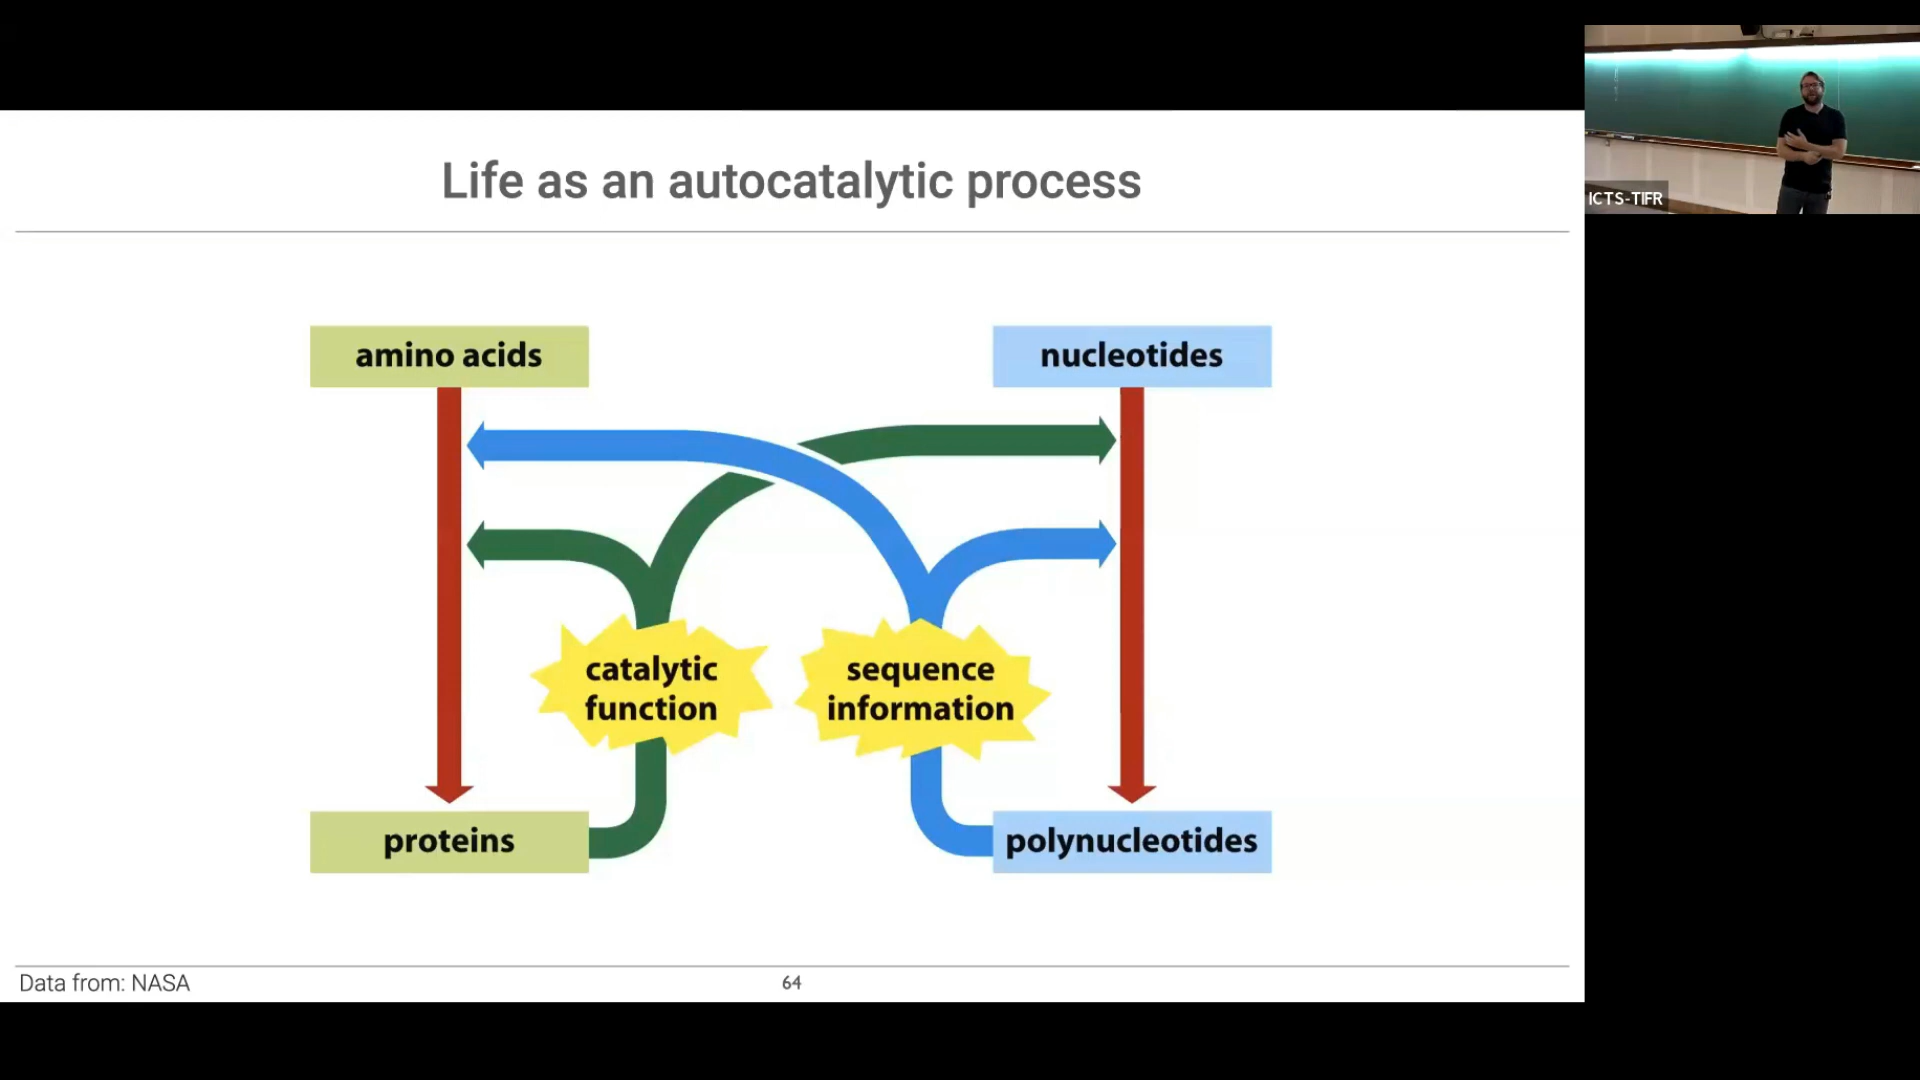 Life as an autocatalytic process
ICTS-TIFR
amino acids
nucleotides
catalytic
function
sequence
information
proteins
polynucleotides
Data from: NASA
64